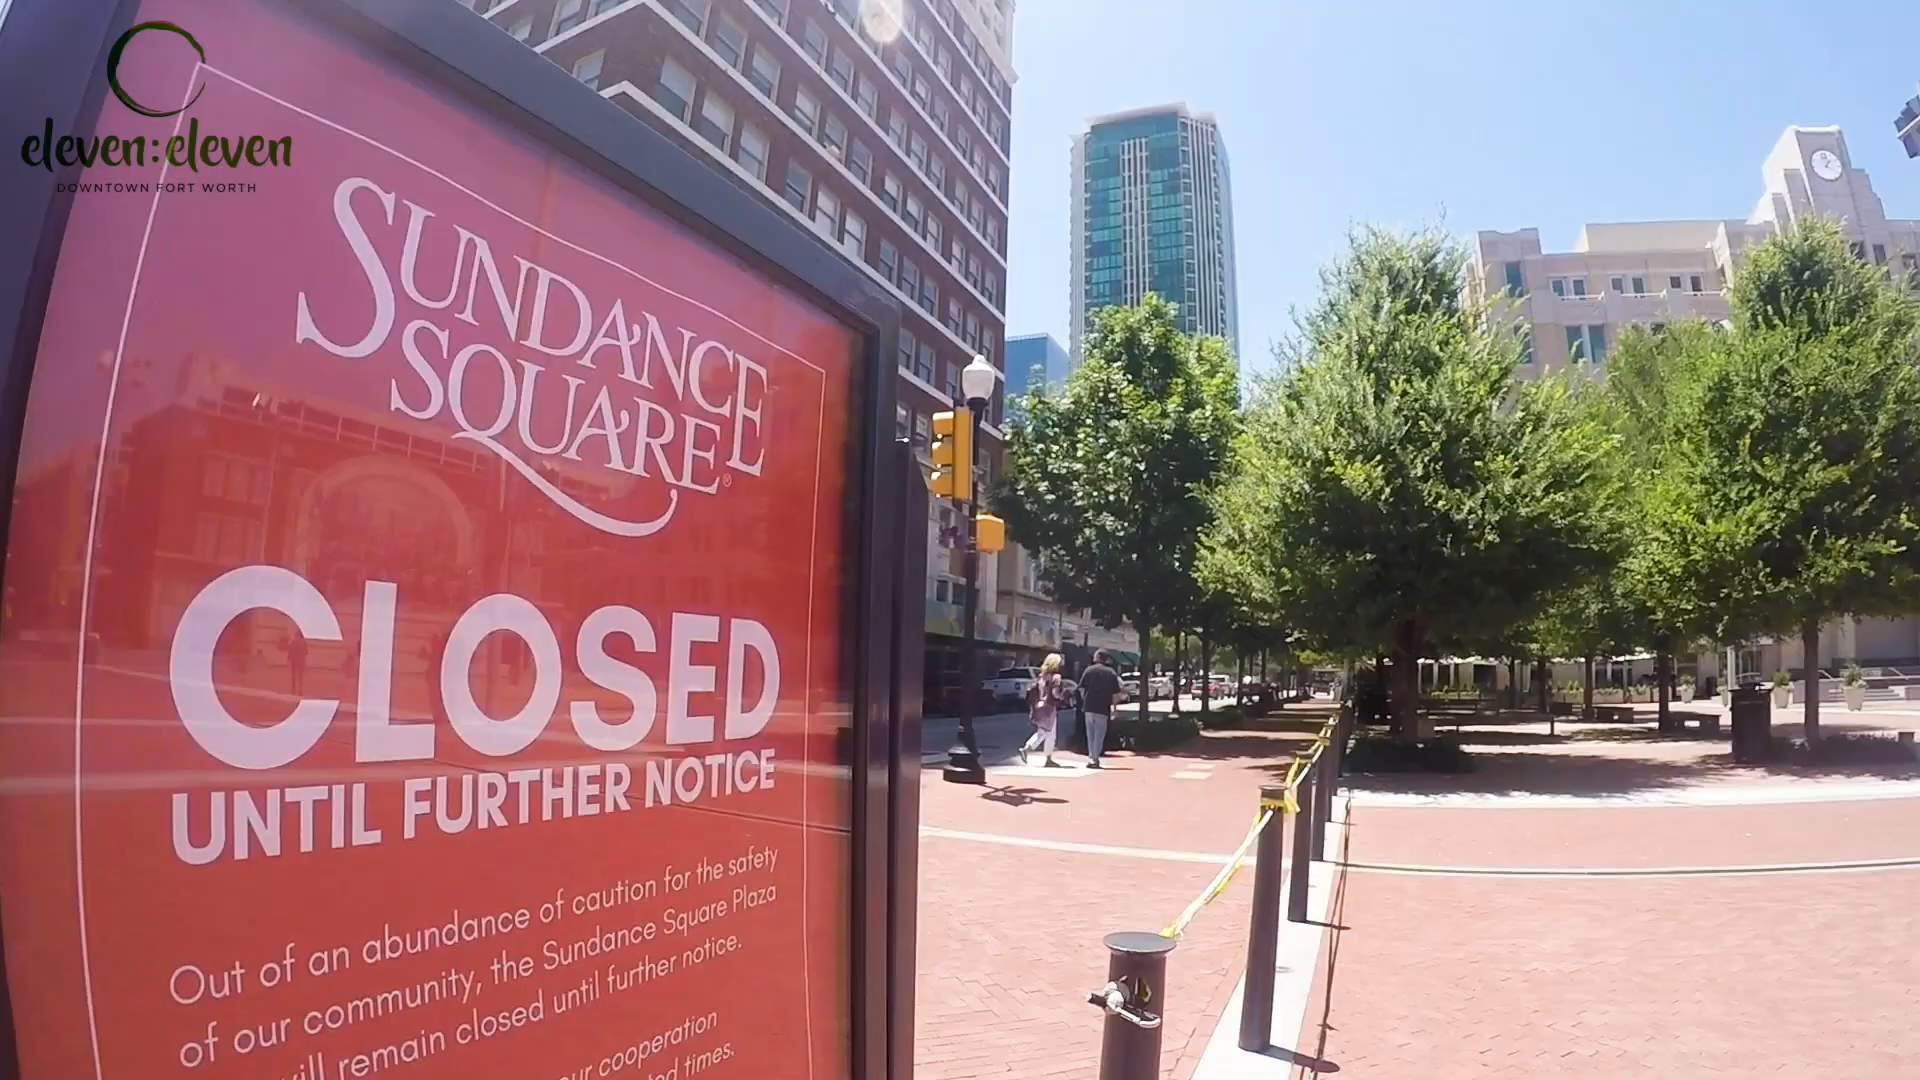 eleven:eleven
DOWNTOWN FORT WORTH
SUNDANCE
SQUARE®
CLOSED
UNTIL FURTHER NOTICE
Out of an abundance of caution for the safety
of our community, the Sundance Square Plaza
will remain closed until further notice.
cooperation
times.